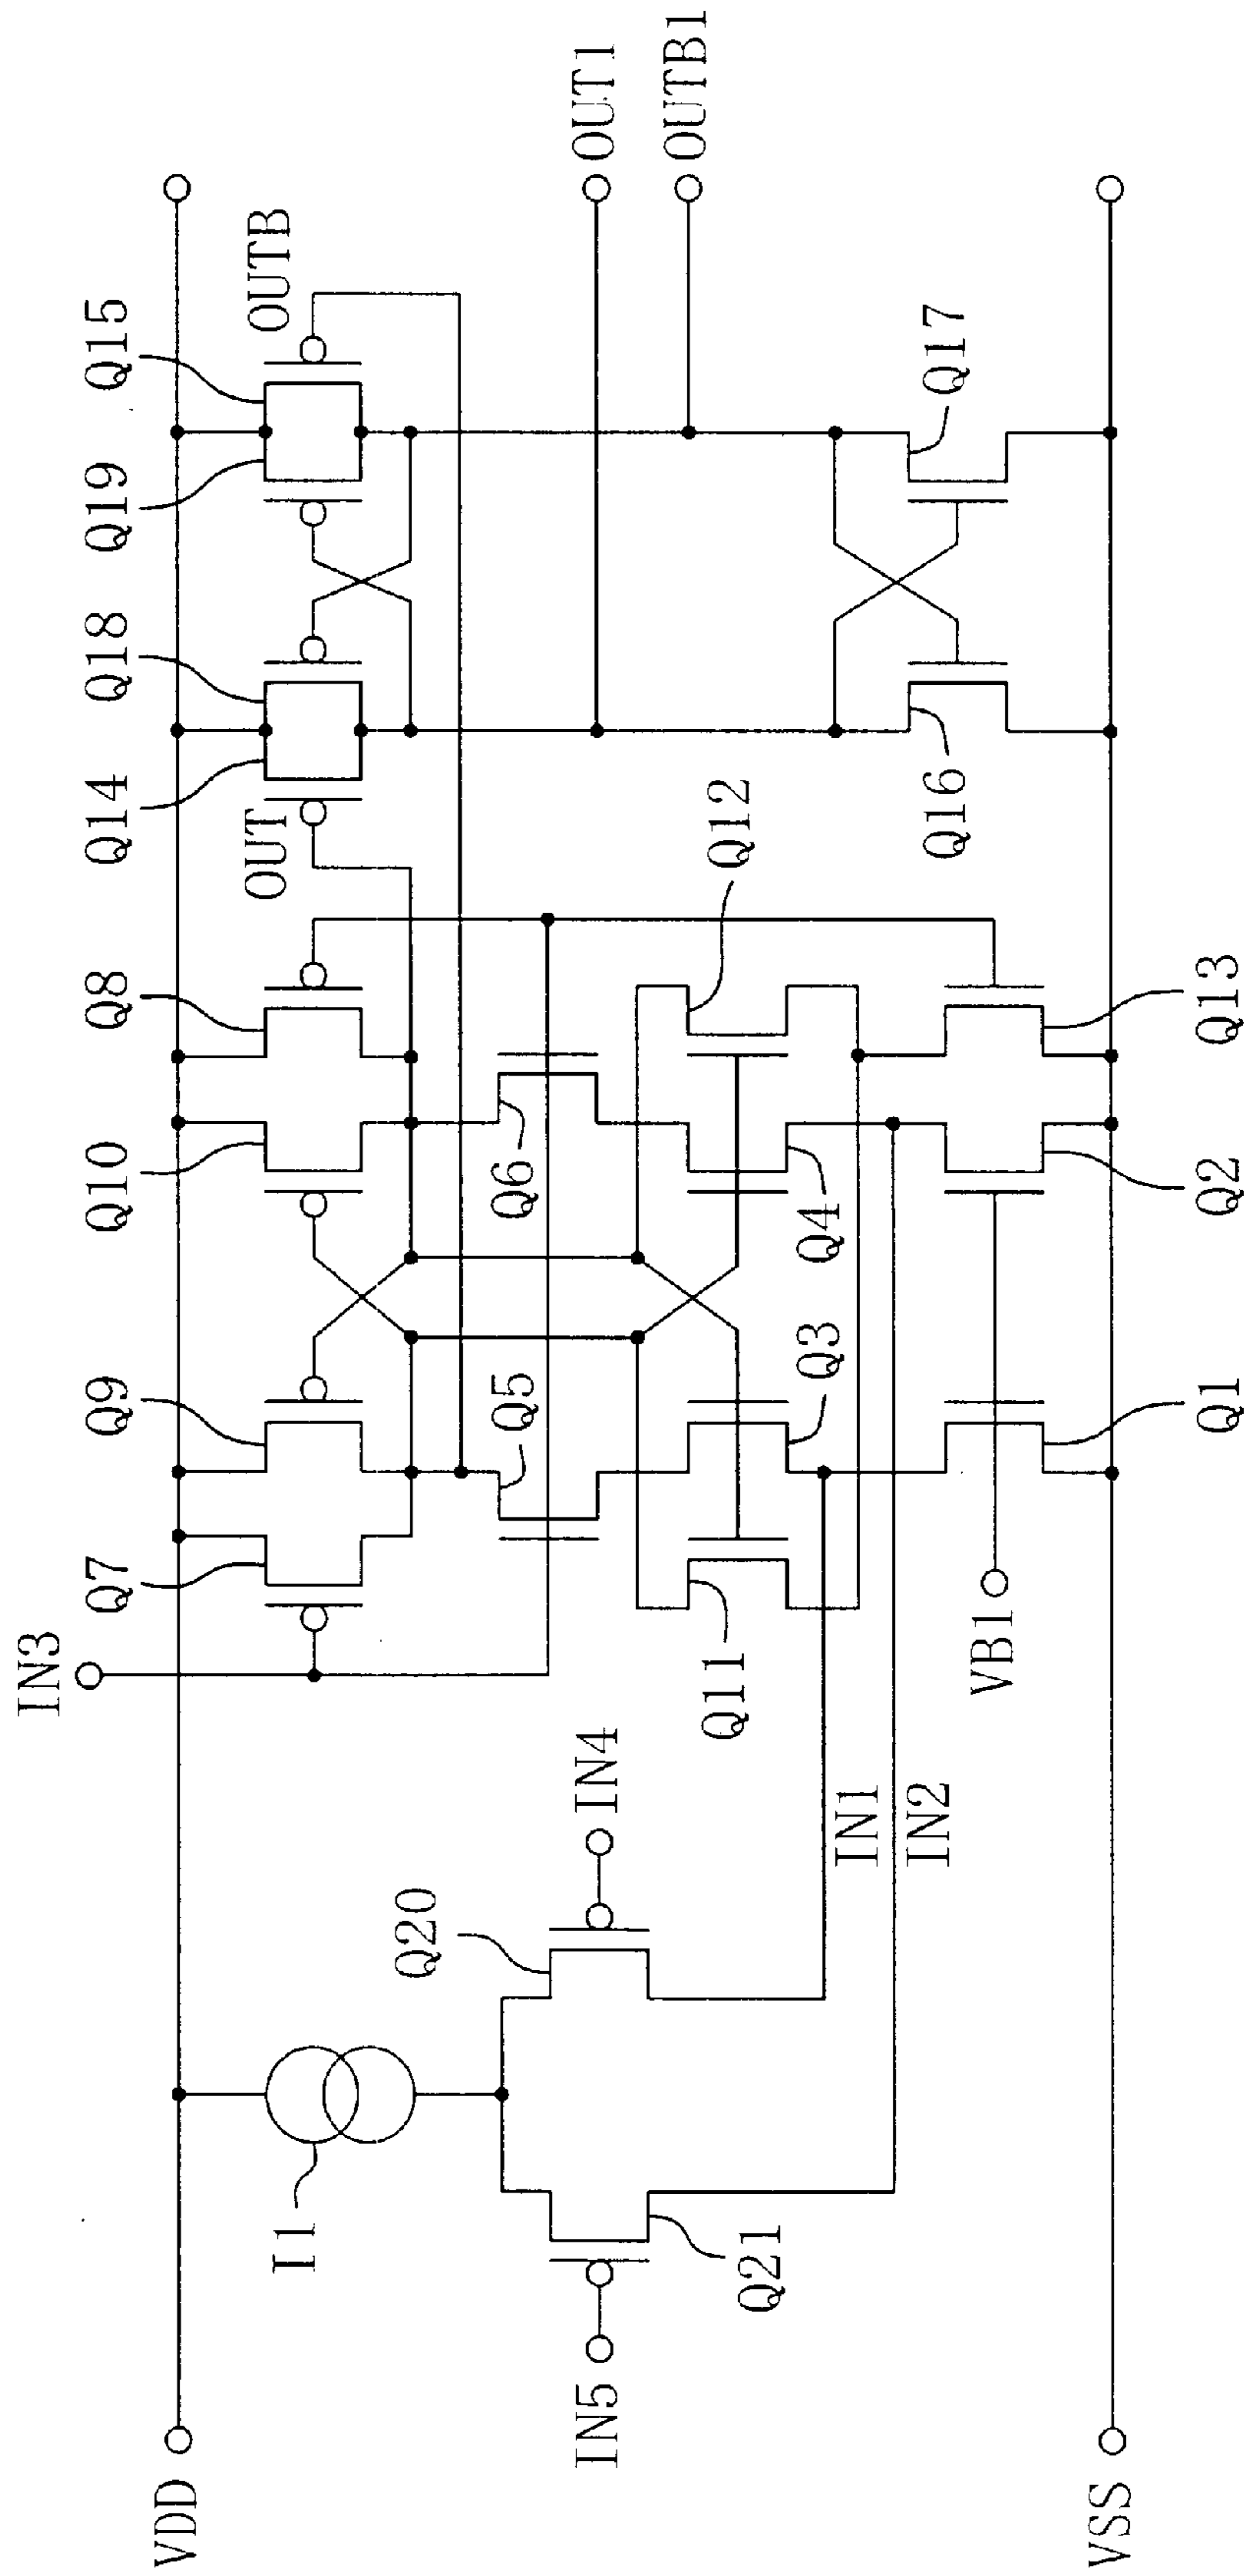 VDD
VSS
I1
IN5
Q21
Q20
IN4
IN1
IN2
IN3
Q7
Q9
Q10
Q8
Q5
Q6
Q11
Q3
Q4
Q12
VB1
Q1
Q2
Q13
OUT
Q14
Q18
Q19
Q15
OUTB
Q16
Q17
OUT1
OUTB1